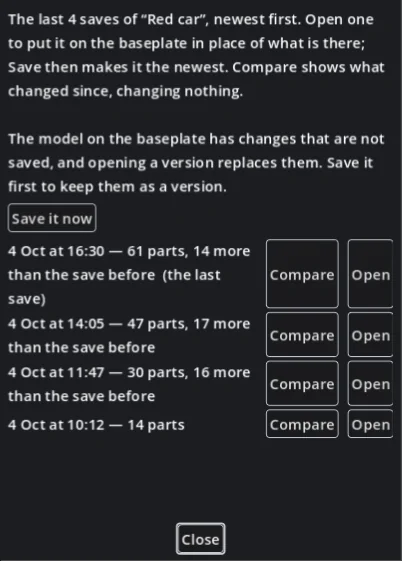 The last 4 saves of “Red car”, newest first. Open one
to put it on the baseplate in place of what is there;
Save then makes it the newest. Compare shows what
changed since, changing nothing.
The model on the baseplate has changes that are not
saved, and opening a version replaces them. Save it
first to keep them as a version.
Save it now
4 Oct at 16:30 — 61 parts, 14 more
than the save before  (the last
save)
Compare
Open
4 Oct at 14:05 — 47 parts, 17 more
than the save before
Compare
Open
4 Oct at 11:47 — 30 parts, 16 more
than the save before
Compare
Open
4 Oct at 10:12 — 14 parts
Compare
Open
Close